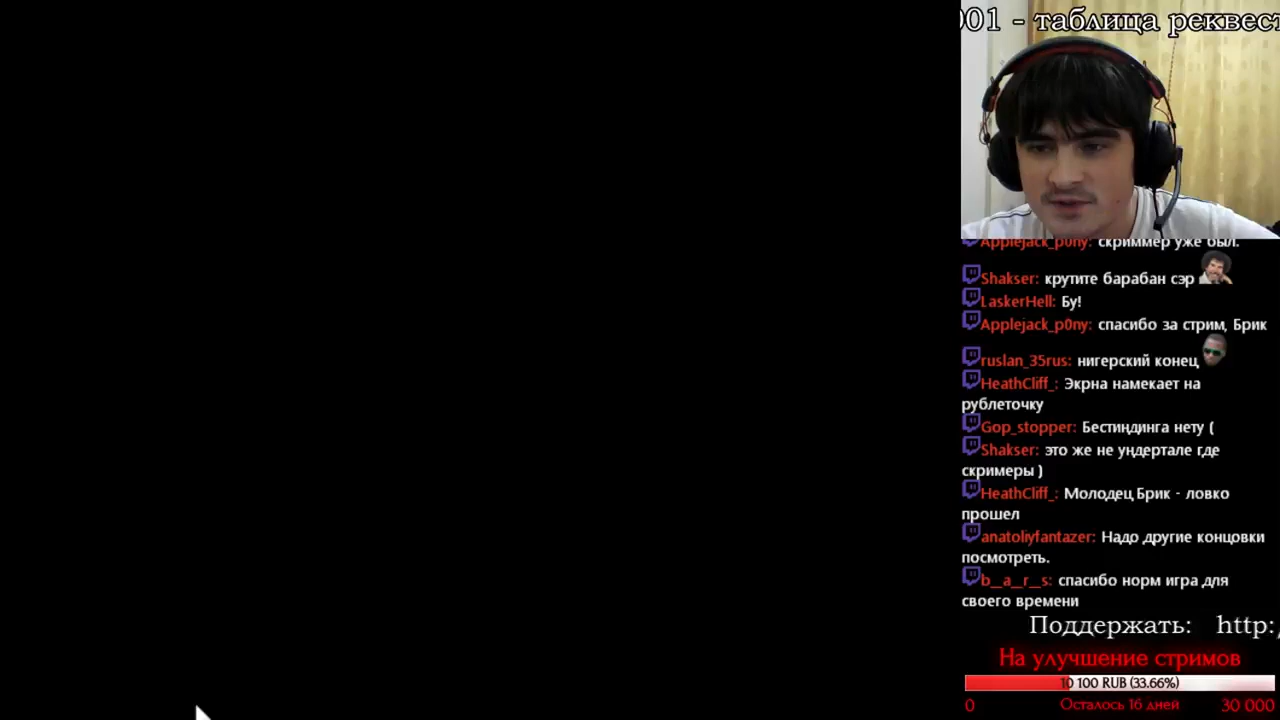 001 - таблица реквест
Applejack_p0ny: скриммер уже был.
Shakser: крутите барабан сэр
LaskerHell: Бу!
Applejack_p0ny: спасибо за стрим, Брик
ruslan_35rus: нигерский конец
HeathCliff_: Экрна намекает на
рублеточку
Gop_stopper: Бестиндинга нету (
Shakser: это же не ундертале где
скримеры )
HeathCliff_: Молодец Брик - ловко
прошел
anatoliyfantazer: Надо другие концовки
посмотреть.
b__a_r__s: спасибо норм игра для
своего времени
Поддержать: http:/
На улучшение стримов
10 100 RUB (33.66%)
0 Осталось 16 дней 30 000